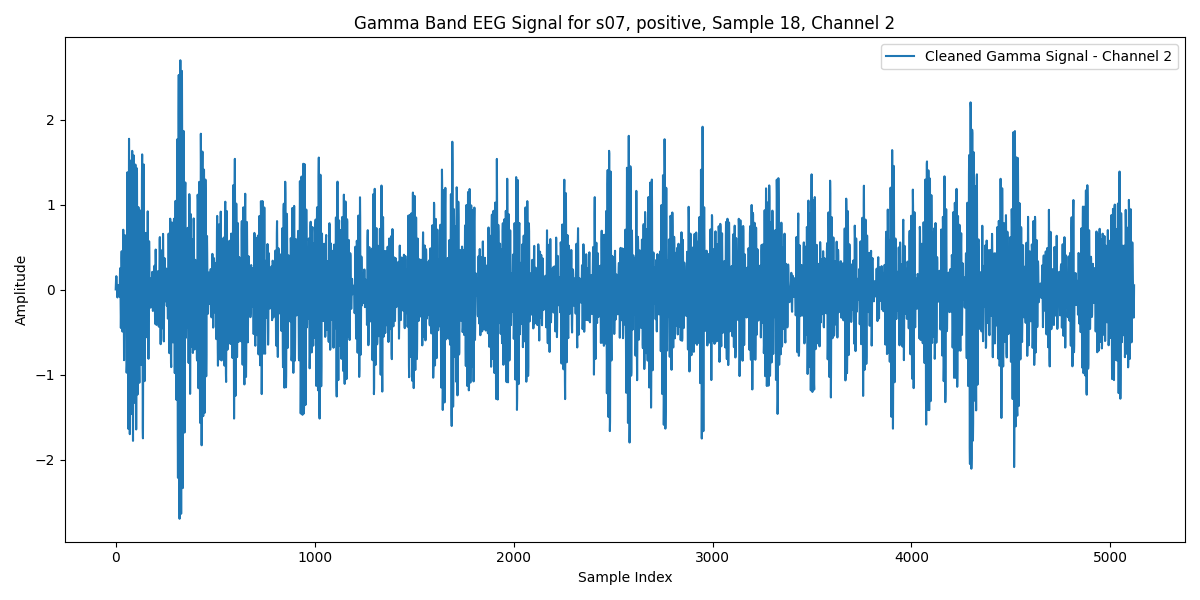 Gamma Band EEG Signal for s07, positive, Sample 18, Channel 2
Cleaned Gamma Signal - Channel 2
Amplitude
2
1
0
−1
−2
0 1000 2000 3000 4000 5000
Sample Index